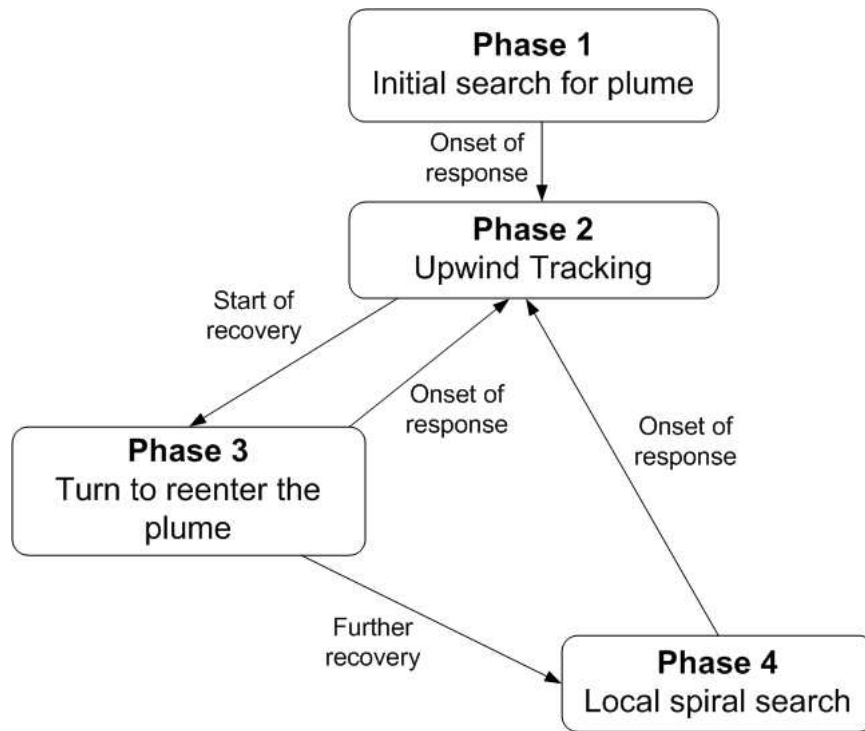 Phase 1
Initial search for plume
Onset of
response
Phase 2
Upwind Tracking
Start of
recovery
Onset of
response
Onset of
response
Phase 3
Turn to reenter the
plume
Further
recovery
Phase 4
Local spiral search